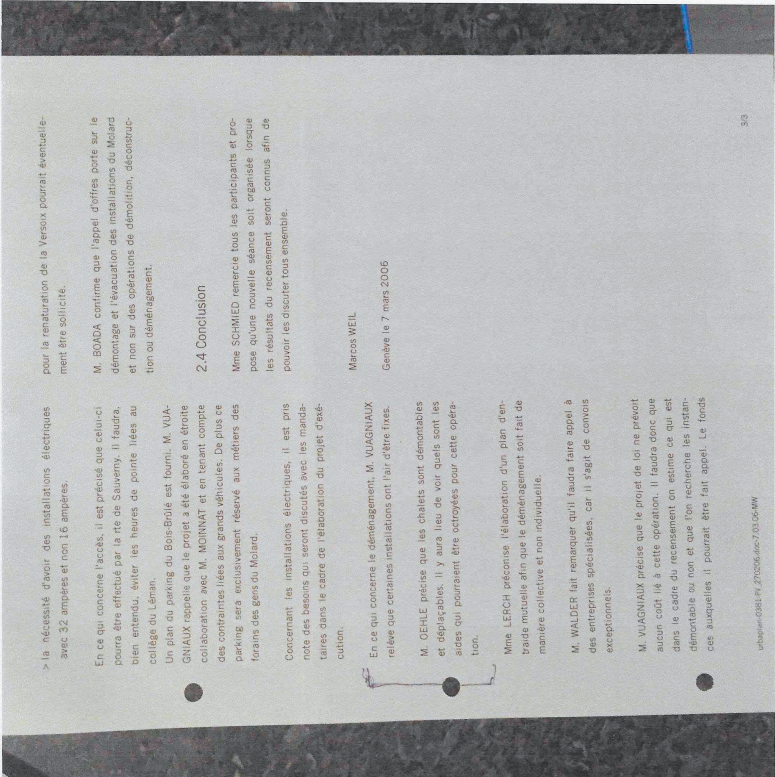 > la nécessité d'avoir des installations électriques
avec 32 ampères et non 16 ampères.
En ce qui concerne l'accès, il est précisé que celui-ci
pourra être effectué par la rte de Sauverny. Il faudra,
bien entendu, éviter les heures de pointe liées au
collège du Léman.
Un plan du parking du Bois-Brûlé est fourni. M. VUA-
GNIAUX rappelle que le projet a été élaboré en étroite
collaboration avec M. MOINNAT et en tenant compte
des contraintes liées aux grands véhicules. De plus ce
parking sera exclusivement réservé aux métiers des
forains des gens du Molard.
Concernant les installations électriques, il est pris
note des besoins qui seront discutés avec les manda-
taires dans le cadre de l'élaboration du projet d'exé-
cution.
En ce qui concerne le déménagement, M. VUAGNIAUX
relève que certaines installations ont l'air d'être fixes.
M. OEHLE précise que les chalets sont démontables
et déplaçables. Il y aura lieu de voir quels sont les
aides qui pouraient être octroyées pour cette opéra-
tion.
Mme LERCH préconise l'élaboration d'un plan d'en-
traide mutuelle afin que le déménagement soit fait de
manière collective et non individuelle.
M. WALDER fait remarquer qu'il faudra faire appel à
des entreprises spécialisées, car il s'agit de convois
exceptionnels.
M. VUAGNIAUX précise que le projet de loi ne prévoit
aucun coût lié à cette opération. Il faudra donc que
dans le cadre du recensement on estime ce qui est
démontable ou non et que l'on recherche les instan-
ces auxquelles il pourrait être fait appel. Le fonds
pour la renaturation de la Versoix pourrait éventuelle-
ment être sollicité.
M. BOADA confirme que l'appel d'offres porte sur le
démontage et l'évacuation des installations du Molard
et non sur des opérations de démolition, déconstruc-
tion ou déménagement.
2.4 Conclusion
Mme SCHMIED remercie tous les participants et pro-
pose qu'une nouvelle séance soit organisée lorsque
les résultats du recensement seront connus afin de
pouvoir les discuter tous ensemble.
Marcos WEIL
Genève le 7 mars 2006
urbaplan-0381-PV_270206.doc-7.03.06-MW
3/3